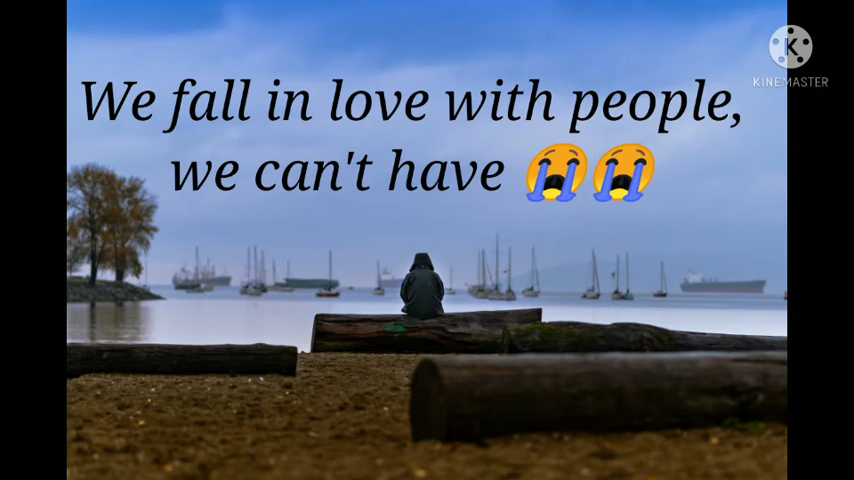 We fall in love with people,
we can't have 😭😭
K
KINEMASTER